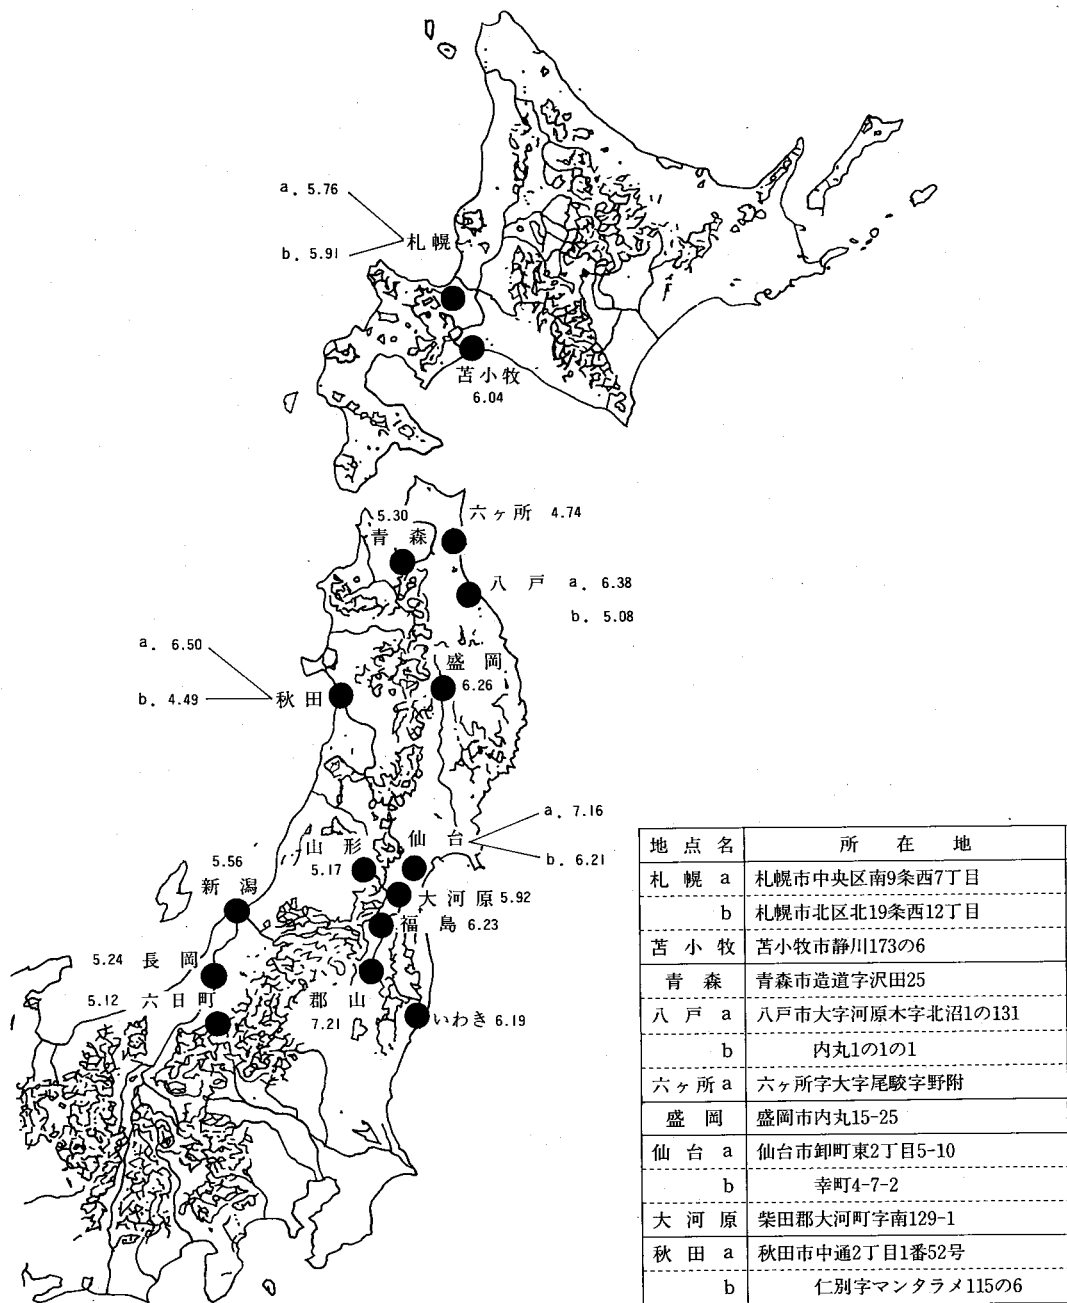 a. 5.76
札幌
b. 5.91
苫小牧
6.04
5.30
青森
六ヶ所 4.74
八戸 a. 6.38
b. 5.08
a. 6.50
b. 4.49 秋田
盛岡
6.26
a. 7.16
仙台
b. 6.21
山形
5.17
5.56
新潟
大河原 5.92
福島 6.23
5.24 長岡
5.12 六日町
郡山
7.21
いわき 6.19
地点名 所在地
札幌 a 札幌市中央区南9条西7丁目
b 札幌市北区北19条西12丁目
苫小牧 苫小牧市静川173の6
青森 青森市造道字沢田25
八戸 a 八戸市大字河原木字北沼1の131
b 内丸1の1の1
六ヶ所 a 六ヶ所字大字尾駮字野附
盛岡 盛岡市内丸15-25
仙台 a 仙台市卸町東2丁目5-10
b 幸町4-7-2
大河原 柴田郡大河町字南129-1
秋田 a 秋田市中通2丁目1番52号
b 仁別字マンタラメ115の6